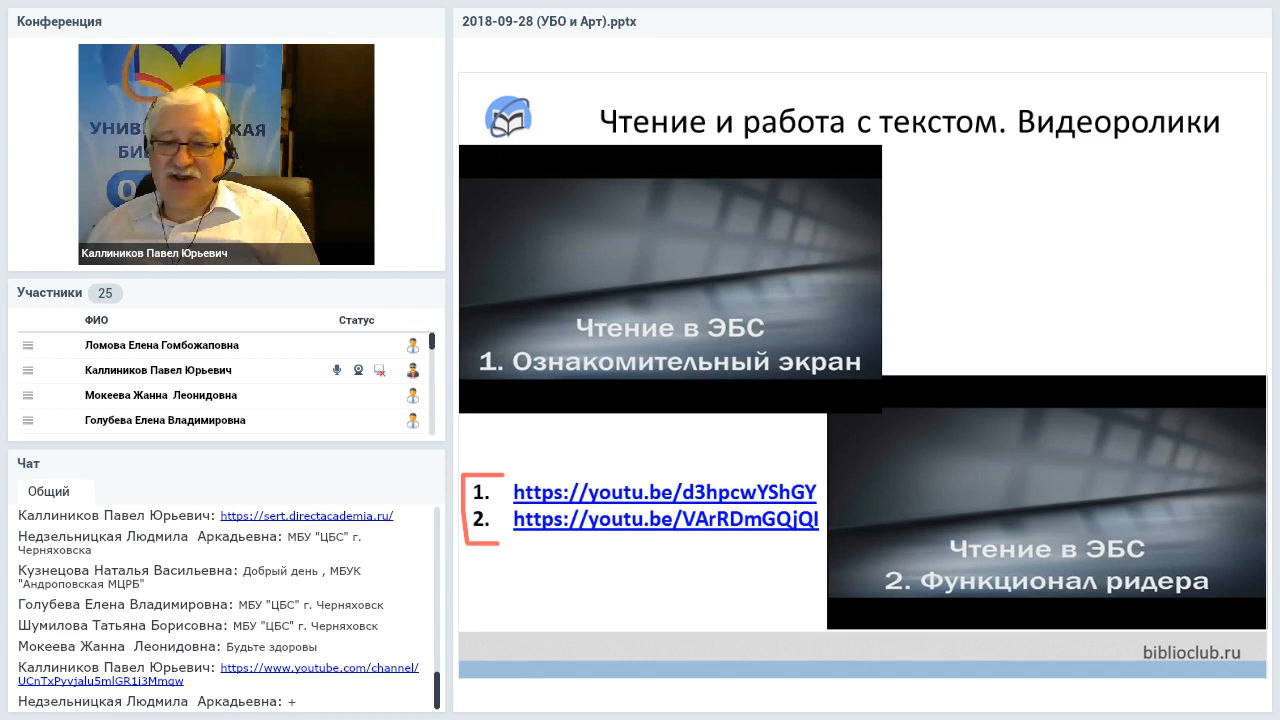 Конференция
УНИВ СКАЯ
БИ А
Каллиников Павел Юрьевич
Участники 25
ФИО Статус
Ломова Елена Гомбожаповна
Каллиников Павел Юрьевич
Мокеева Жанна Леонидовна
Голубева Елена Владимировна
Чат
Общий
Каллиников Павел Юрьевич: https://sert.directacademia.ru/
Недзельницкая Людмила Аркадьевна: МБУ "ЦБС" г.
Черняховска
Кузнецова Наталья Васильевна: Добрый день , МБУК
"Андроповская МЦРБ"
Голубева Елена Владимировна: МБУ "ЦБС" г. Черняховск
Шумилова Татьяна Борисовна: МБУ "ЦБС" г. Черняховск
Мокеева Жанна Леонидовна: Будьте здоровы
Каллиников Павел Юрьевич: https://www.youtube.com/channel/
UCnTxPyvjalu5mlGR1i3Mmqw
Недзельницкая Людмила Аркадьевна: +
2018-09-28 (УБО и Арт).pptx
Чтение и работа с текстом. Видеоролики
Чтение в ЭБС
1. Ознакомительный экран
1. https://youtu.be/d3hpcwYShGY
2. https://youtu.be/VArRDmGQjQI
Чтение в ЭБС
2. Функционал ридера
biblioclub.ru